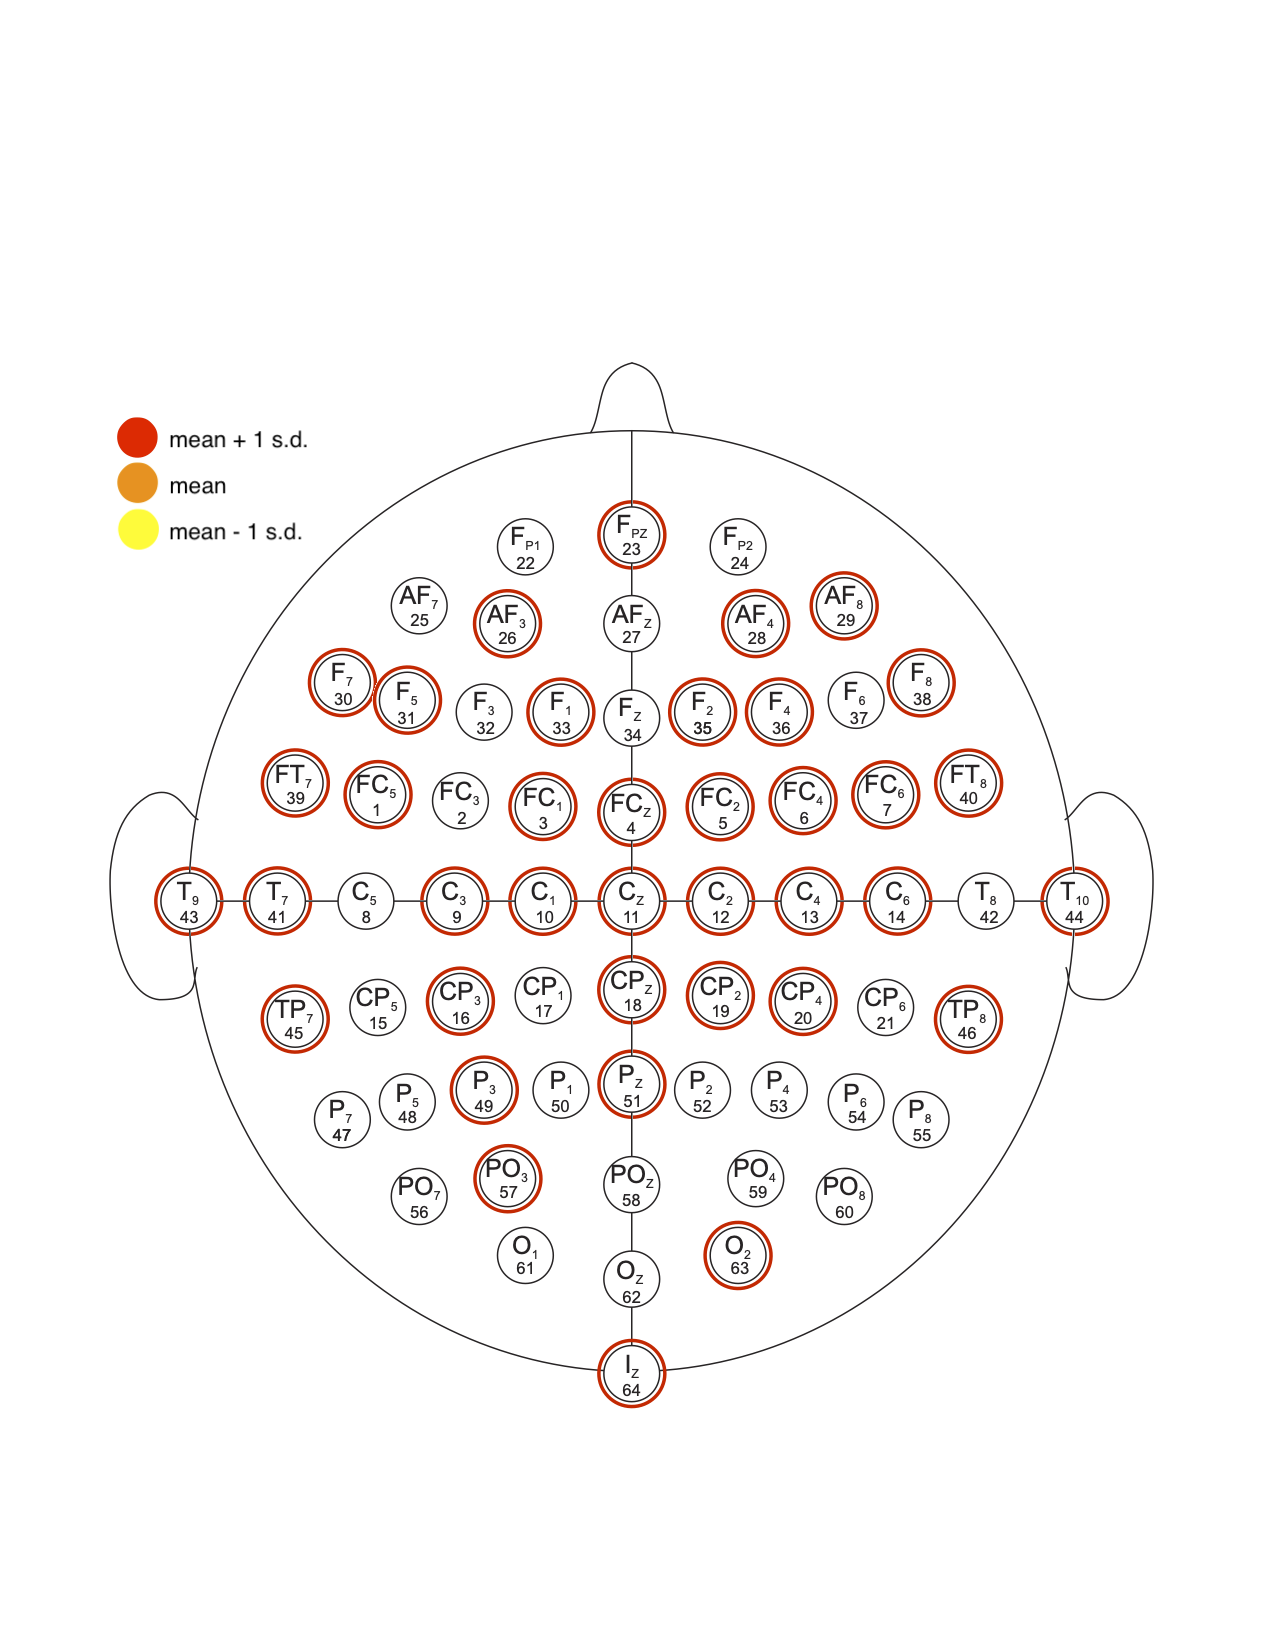 mean + 1 s.d.
mean
mean - 1 s.d.
FP1 22
FPZ 23
FP2 24
AF7 25
AF3 26
AFZ 27
AF4 28
AF8 29
F7 30
F5 31
F3 32
F1 33
FZ 34
F2 35
F4 36
F6 37
F8 38
FT7 39
FC5 1
FC3 2
FC1 3
FCZ 4
FC2 5
FC4 6
FC6 7
FT8 40
T9 43
T7 41
C5 8
C3 9
C1 10
CZ 11
C2 12
C4 13
C6 14
T8 42
T10 44
TP7 45
CP5 15
CP3 16
CP1 17
CPZ 18
CP2 19
CP4 20
CP6 21
TP8 46
P7 47
P5 48
P3 49
P1 50
PZ 51
P2 52
P4 53
P6 54
P8 55
PO7 56
PO3 57
POZ 58
PO4 59
PO8 60
O1 61
OZ 62
O2 63
IZ 64